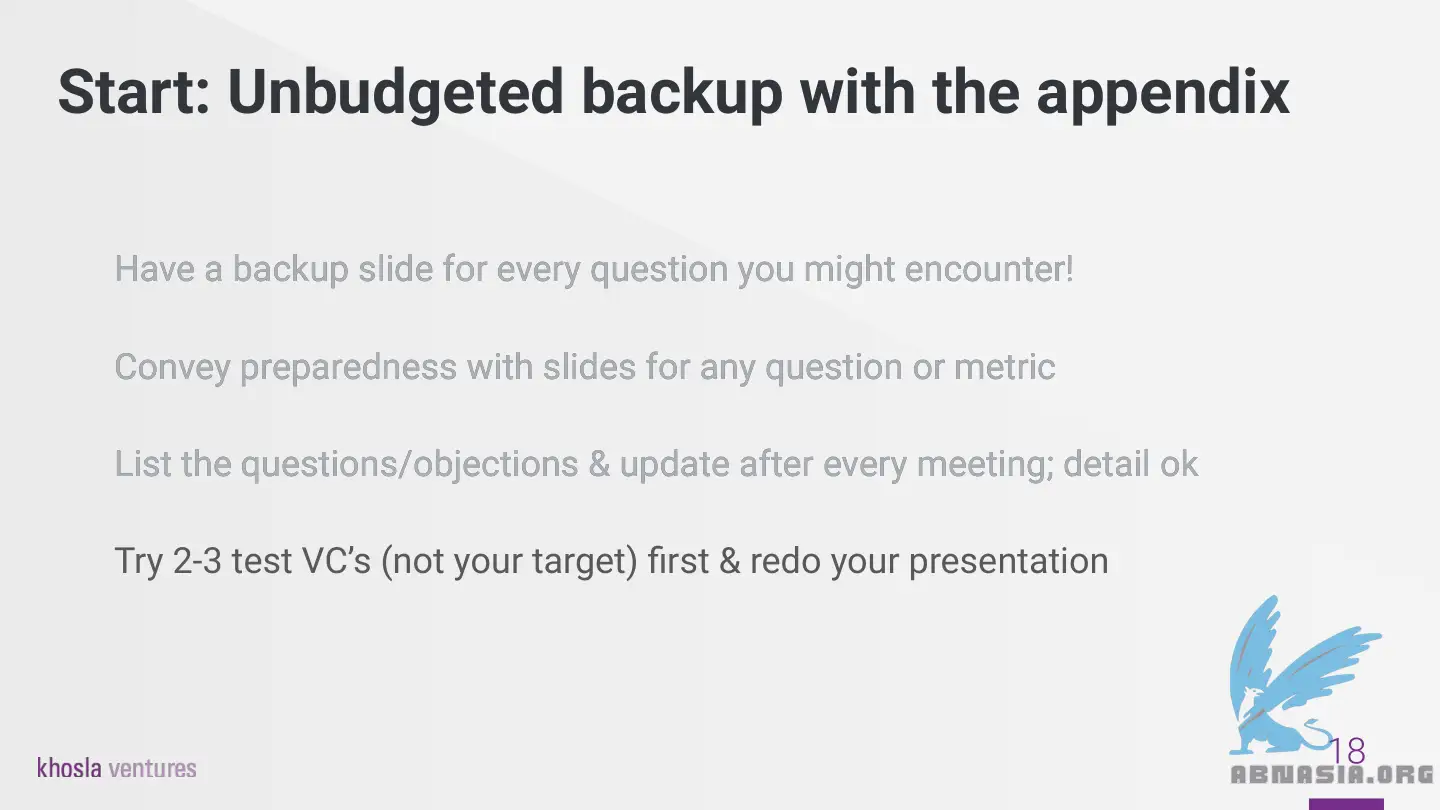 Start: Unbudgeted backup with the appendix
Have a backup slide for every question you might encounter!
Convey preparedness with slides for any question or metric
List the questions/objections & update after every meeting; detail ok
Try 2-3 test VC’s (not your target) first & redo your presentation
khosla ventures
18
ABNASIA.ORG